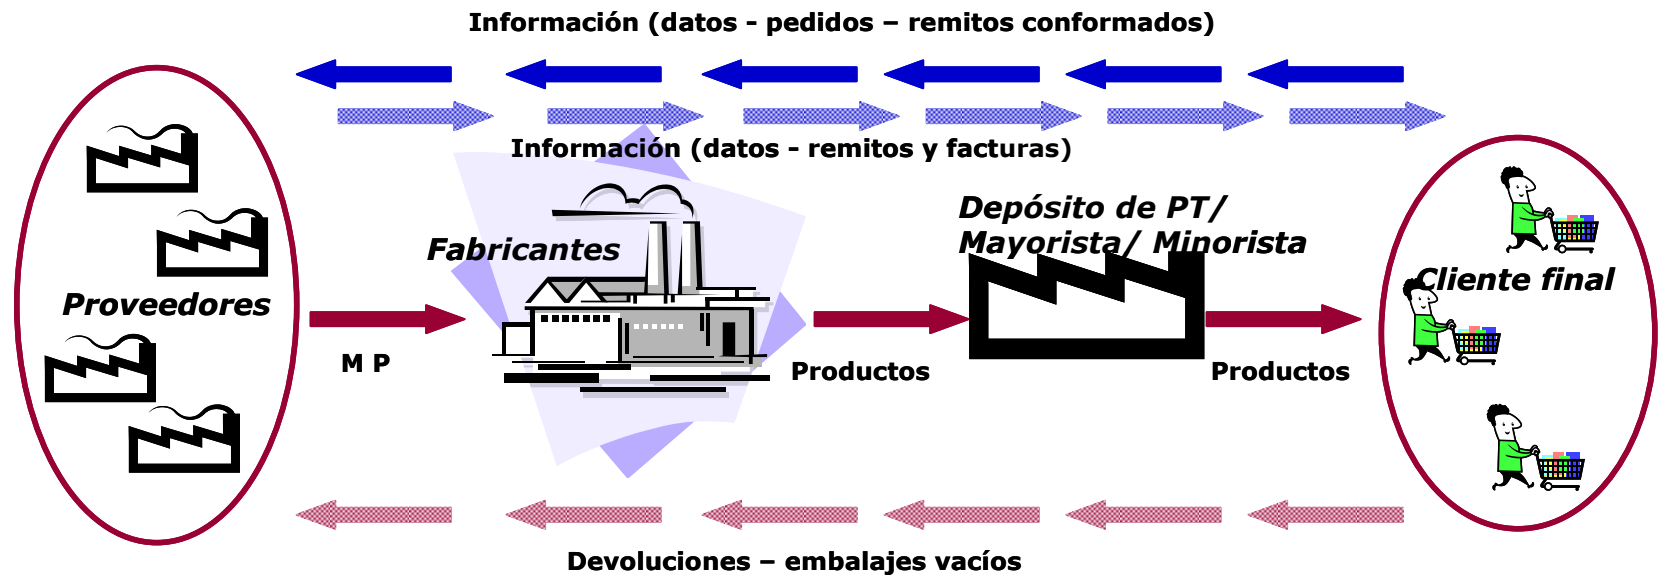 Información (datos - pedidos – remitos conformados)
Información (datos - remitos y facturas)
Depósito de PT/
Mayorista/ Minorista
Fabricantes
Cliente final
Proveedores
M P
Productos
Productos
Devoluciones – embalajes vacíos